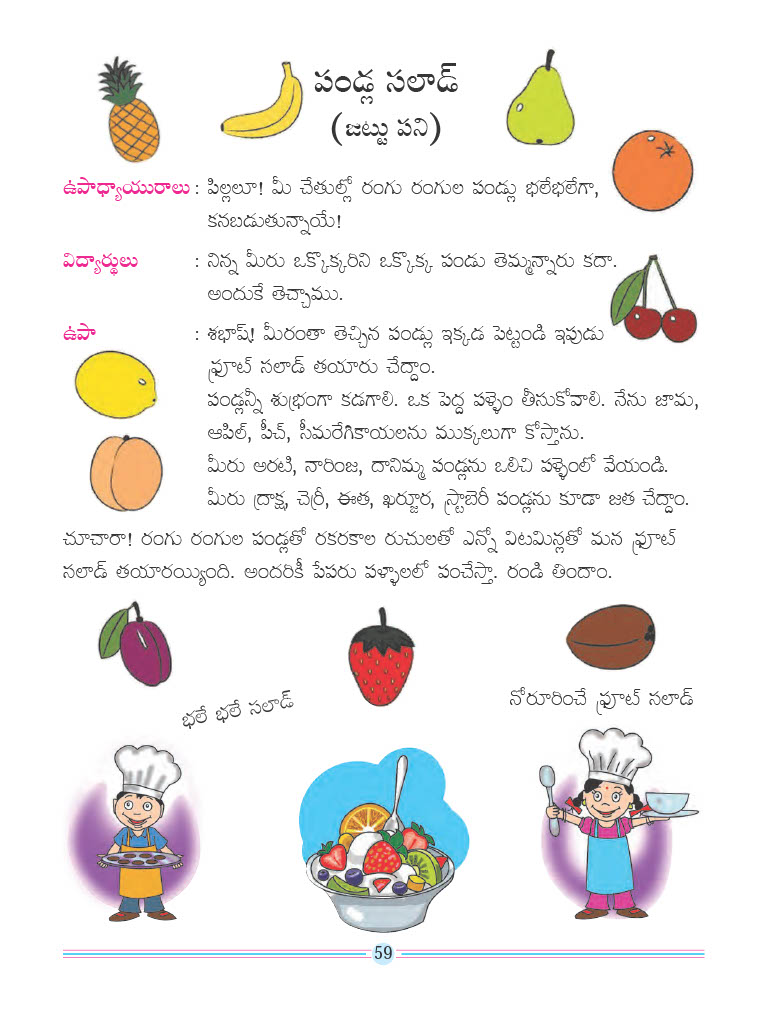 పండ్ల సలాడ్
(జట్టు పని)
ఉపాధ్యాయురాలు : పిల్లలూ! మీ చేతుల్లో రంగు రంగుల పండ్లు భలేభలేగా,
కనబడుతున్నాయే!
విద్యార్థులు : నిన్న మీరు ఒక్కొక్కరిని ఒక్కొక్క పండు తెమ్మన్నారు కదా.
అందుకే తెచ్చాము.
ఉపా : శభాష్! మీరంతా తెచ్చిన పండ్లు ఇక్కడ పెట్టండి ఇపుడు
ఫ్రూట్ సలాడ్ తయారు చేద్దాం.
పండ్లన్నీ శుభ్రంగా కడగాలి. ఒక పెద్ద పళ్ళెం తీసుకోవాలి. నేను జామ,
ఆపిల్, పీచ్, సీమరేగికాయలను ముక్కలుగా కోస్తాను.
మీరు అరటి, నారింజ, దానిమ్మ పండ్లను ఒలిచి పళ్ళెంలో వేయండి.
మీరు ద్రాక్ష, చెర్రీ, ఈత, ఖర్జూర, స్ట్రాబెరీ పండ్లను కూడా జత చేద్దాం.
చూచారా! రంగు రంగుల పండ్లతో రకరకాల రుచులతో ఎన్నో విటమిన్లతో మన ఫ్రూట్
సలాడ్ తయారయ్యింది. అందరికీ పేపరు పళ్ళాలలో పంచేస్తా. రండి తిందాం.
భలే భలే సలాడ్
నోరూరించే ఫ్రూట్ సలాడ్
59